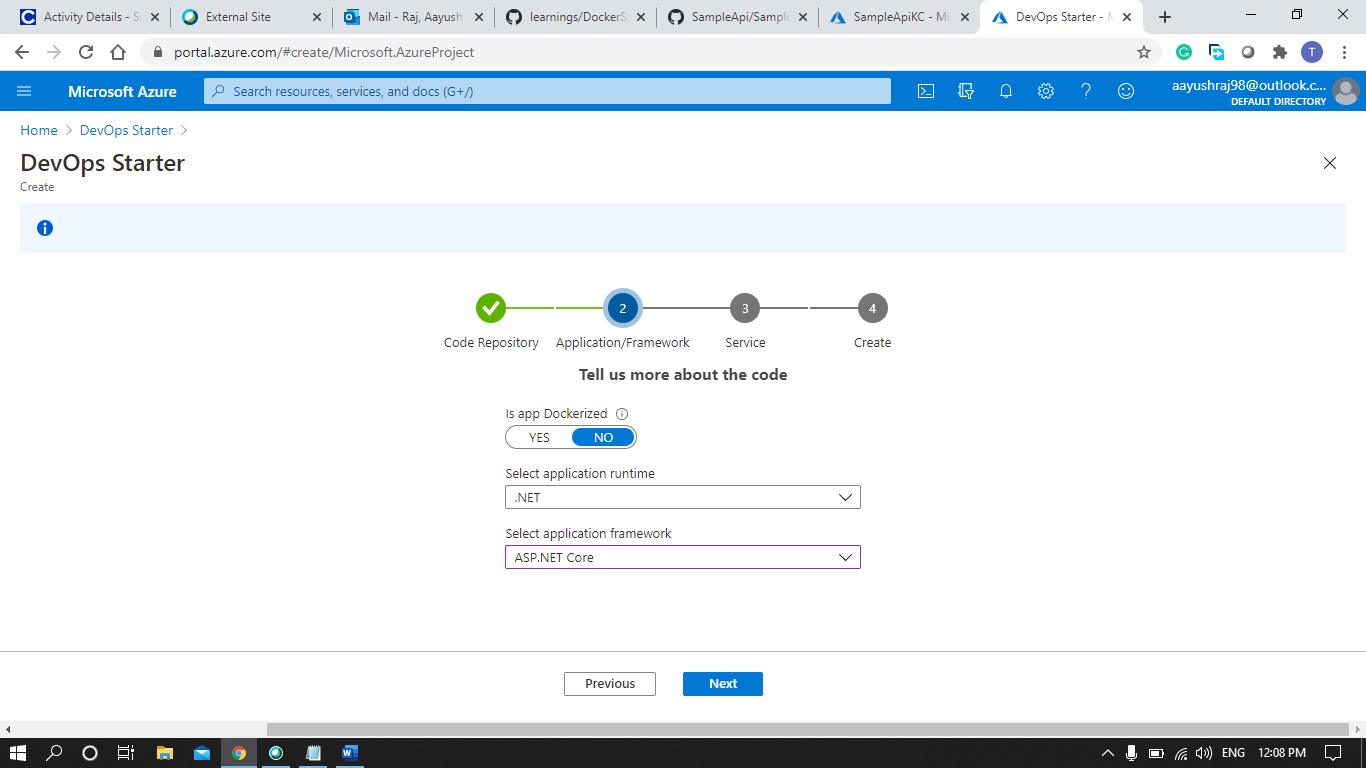 Activity Details - S
External Site
Mail - Raj, Aayush
learnings/DockerS
SampleApi/Sample
SampleApiKC - Mi
DevOps Starter - M
portal.azure.com/#create/Microsoft.AzureProject
T
Microsoft Azure
Search resources, services, and docs (G+/)
aayushraj98@outlook.c...
DEFAULT DIRECTORY
Home > DevOps Starter >
DevOps Starter
Create
2
3
4
Code Repository
Application/Framework
Service
Create
Tell us more about the code
Is app Dockerized
YES
NO
Select application runtime
.NET
Select application framework
ASP.NET Core
Previous
Next
ENG
12:08 PM